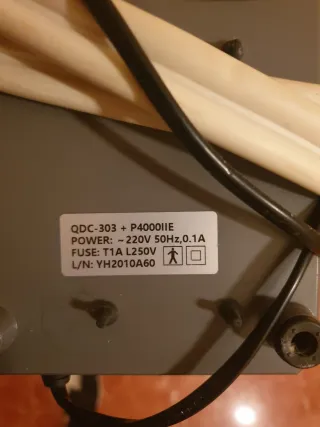 QDC-303 + P4000IIE
POWER: ~220V 50Hz,0.1A
FUSE: T1A L250V
L/N: YH2010A60